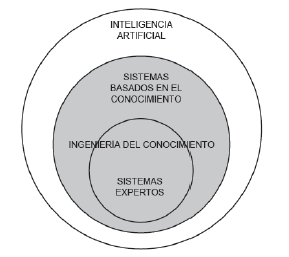 INTELIGENCIA
ARTIFICIAL
SISTEMAS
BASADOS EN EL
CONOCIMIENTO
INGENIERIA DEL CONOCIMIENTO
SISTEMAS
EXPERTOS